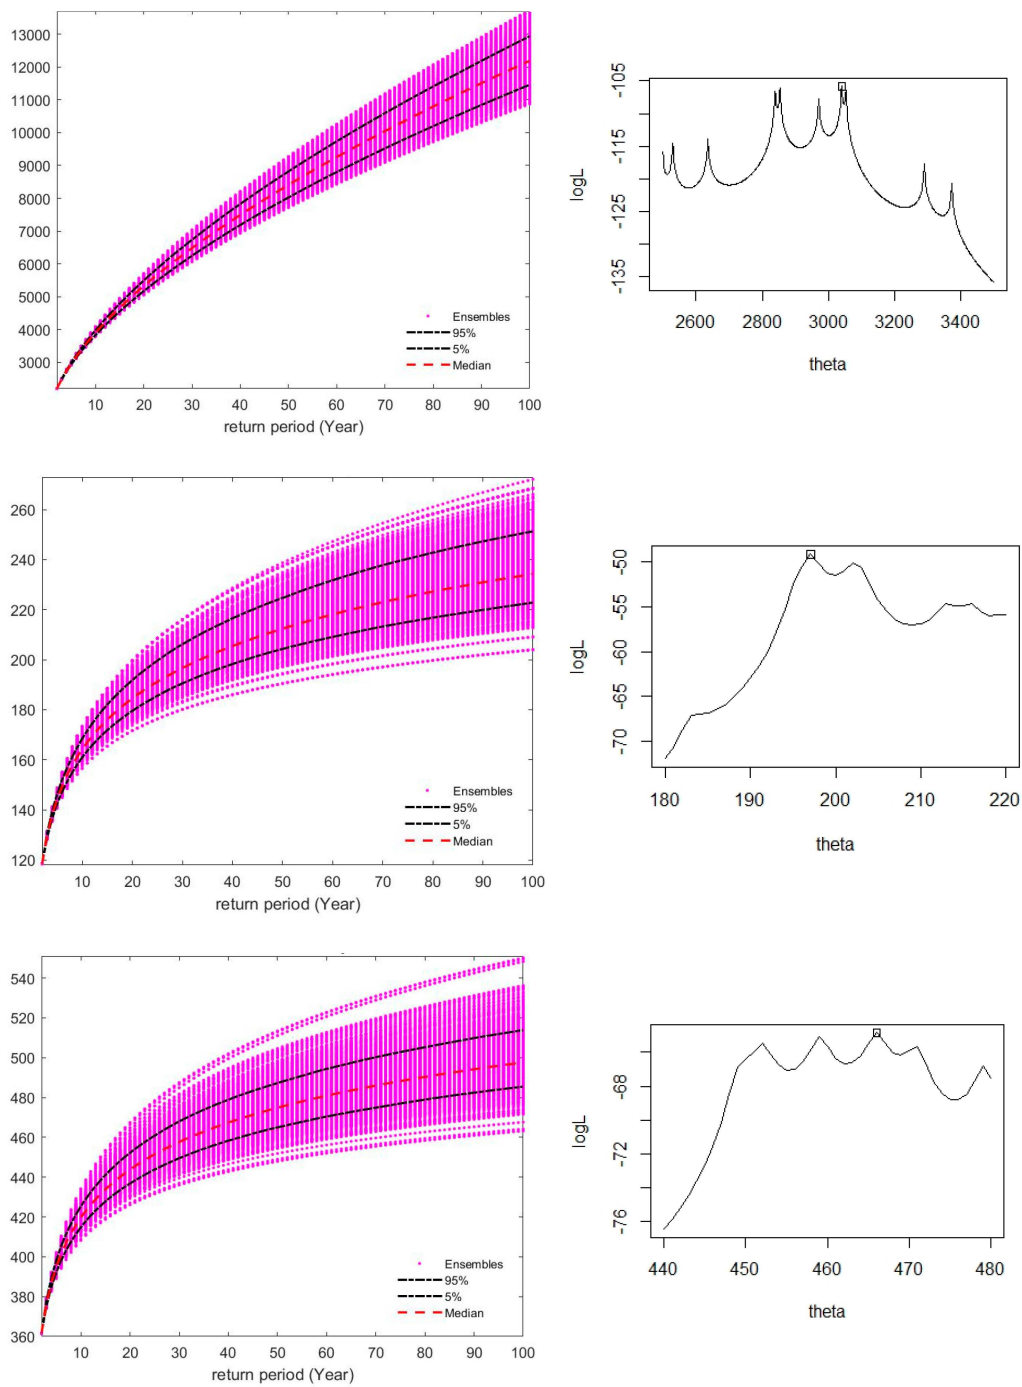 13000
12000
11000
10000
9000
8000
7000
6000
5000
4000
3000
Ensembles
95%
5%
Median
10 20 30 40 50 60 70 80 90 100
return period (Year)
-105
-115
-125
-135
logL
2600 2800 3000 3200 3400
theta
260
240
220
200
180
160
140
120
Ensembles
95%
5%
Median
10 20 30 40 50 60 70 80 90 100
return period (Year)
-50
-55
-60
-65
-70
logL
180 190 200 210 220
theta
540
520
500
480
460
440
420
400
380
360
Ensembles
95%
5%
Median
10 20 30 40 50 60 70 80 90 100
return period (Year)
-68
-72
-76
logL
440 450 460 470 480
theta